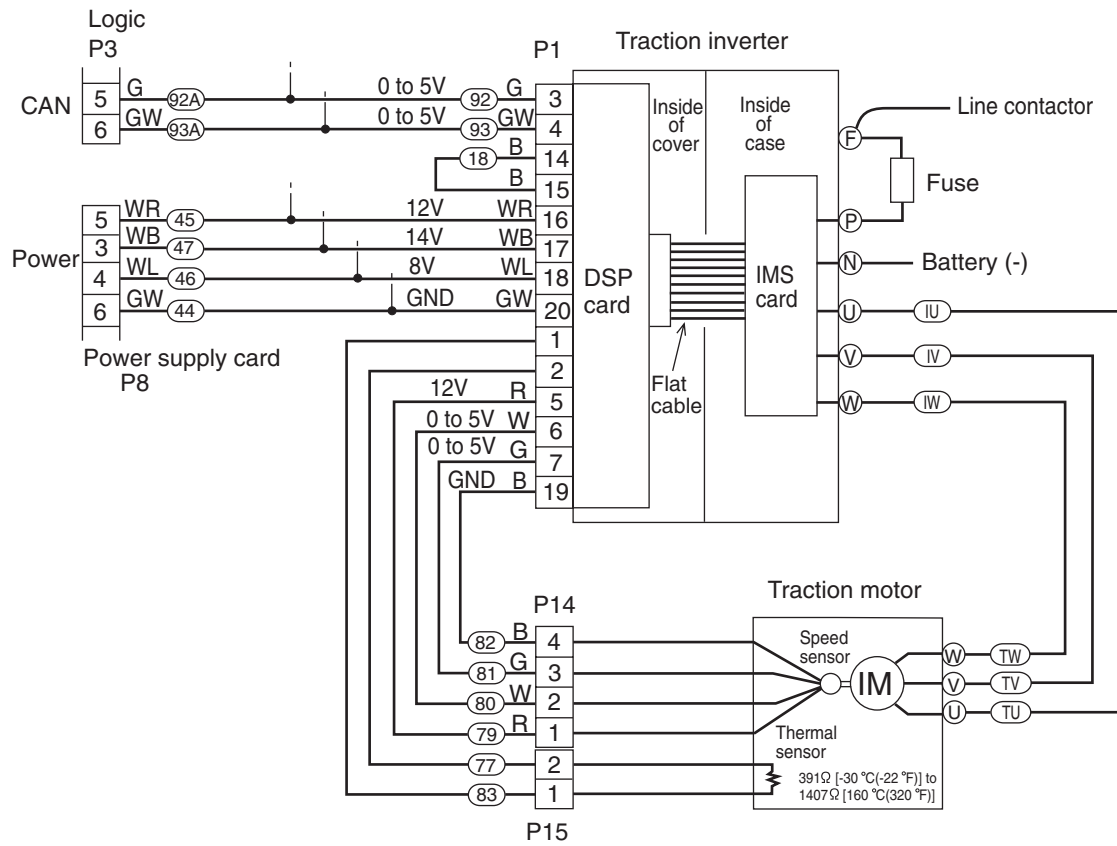 Logic
P3
P1
Traction inverter
CAN
5 G 92A 0 to 5V 92 G 3
6 GW 93A 0 to 5V 93 GW 4
18 B 14
B 15
Power
5 WR 45 12V WR 16
3 WB 47 14V WB 17
4 WL 46 8V WL 18
6 GW 44 GND GW 20
Power supply card
P8
1
2
12V R 5
0 to 5V W 6
0 to 5V G 7
GND B 19
DSP
card
Inside
of
cover
Inside
of
case
Flat
cable
IMS
card
F
Line contactor
Fuse
P
N Battery (-)
U IU
V IV
W IW
P14
82 B 4
81 G 3
80 W 2
79 R 1
77 2
83 1
P15
Traction motor
Speed
sensor
IM
W TW
V TV
U TU
Thermal
sensor
391Ω [-30 °C(-22 °F)] to
1407Ω [160 °C(320 °F)]